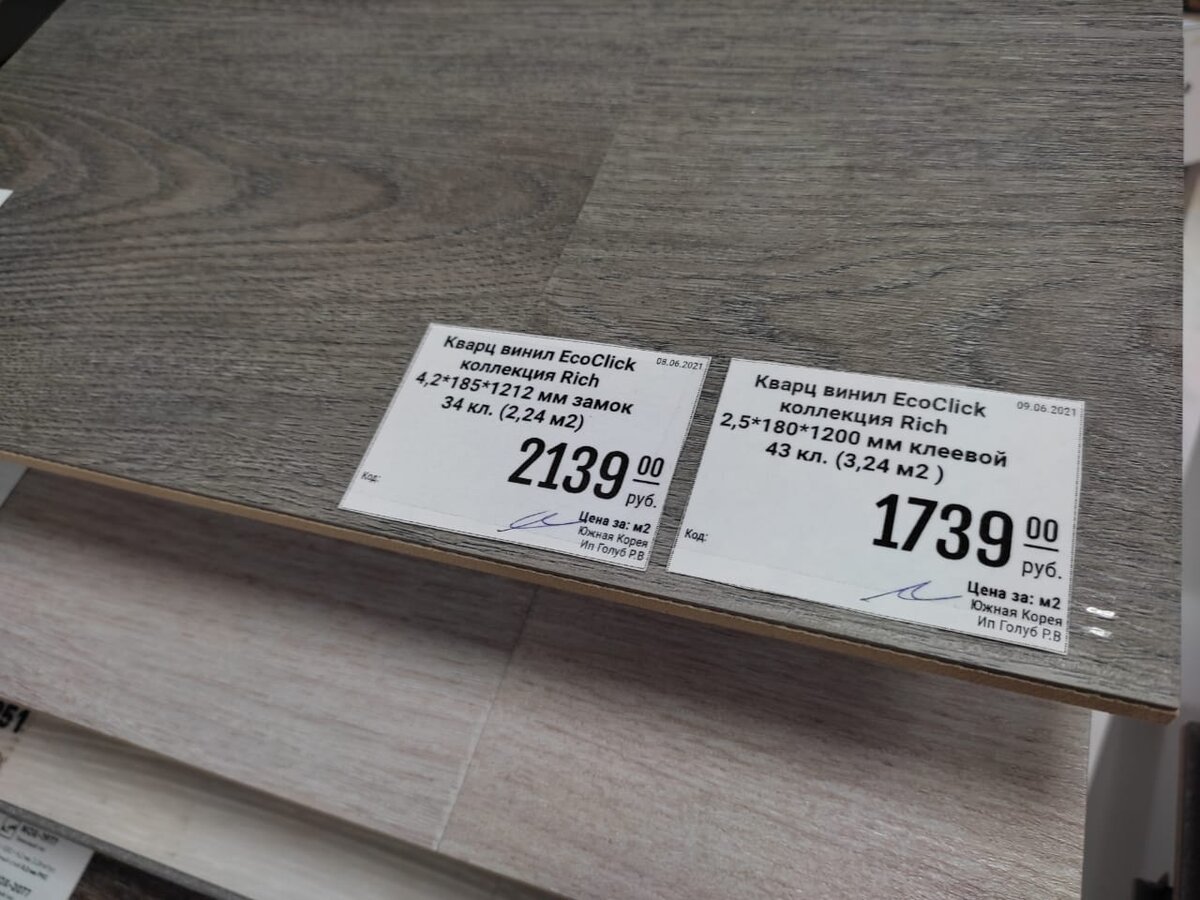 Кварц винил EcoClick
08.06.2021
коллекция Rich
4,2*185*1212 мм замок
34 кл. (2,24 м2)
2139 00
руб.
Код:
Цена за: м2
Южная Корея
Ип Голуб Р.В
Кварц винил EcoClick
09.06.2021
коллекция Rich
2,5*180*1200 мм клеевой
43 кл. (3,24 м2 )
1739 00
руб.
Код:
Цена за: м2
Южная Корея
Ип Голуб Р.В
51